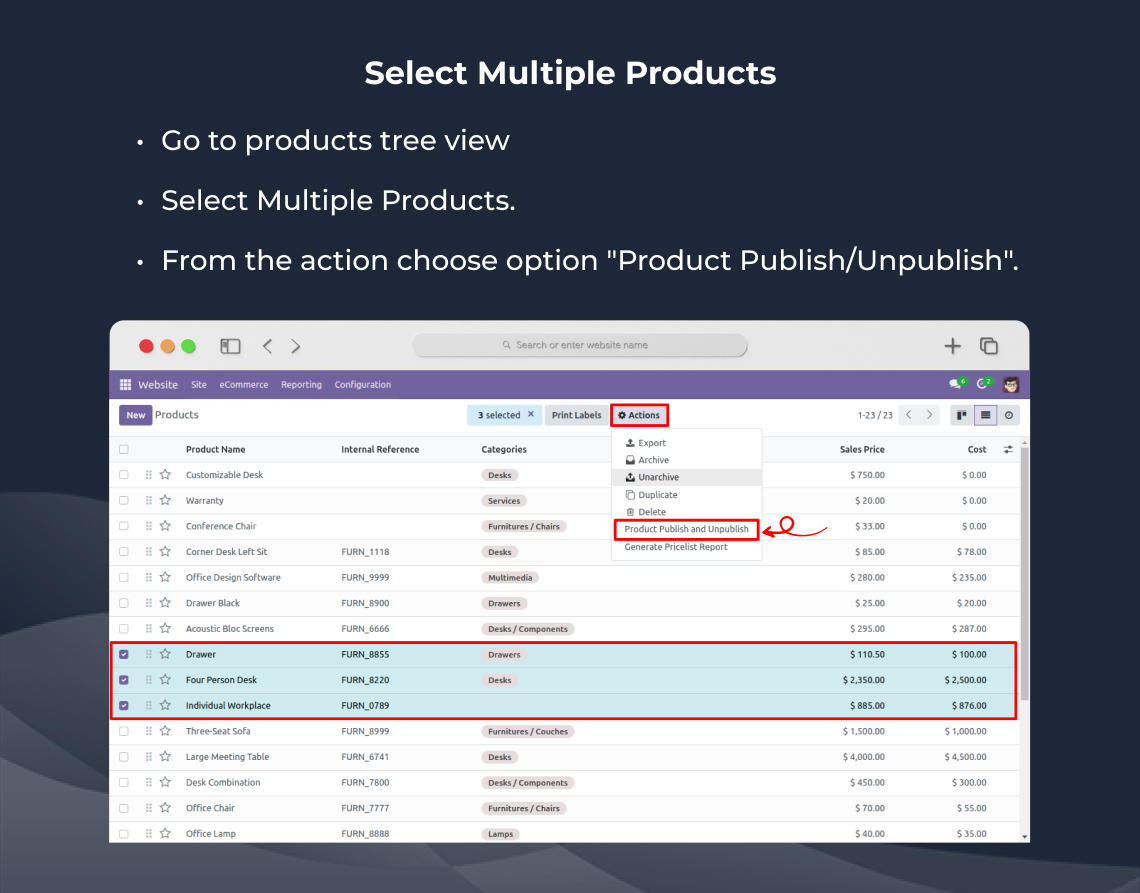 Select Multiple Products
• Go to products tree view
• Select Multiple Products.
• From the action choose option "Product Publish/Unpublish".
Search or enter website name
Website Site eCommerce Reporting Configuration 6 2
New Products 3 selected × Print Labels Actions 1-23 / 23
Export
Archive
Unarchive
Duplicate
Delete
Product Publish and Unpublish
Generate Pricelist Report
Product Name Internal Reference Categories Sales Price Cost
Customizable Desk Desks $ 750.00 $ 0.00
Warranty Services $ 20.00 $ 0.00
Conference Chair Furnitures / Chairs $ 33.00 $ 0.00
Corner Desk Left Sit FURN_1118 Desks $ 85.00 $ 78.00
Office Design Software FURN_9999 Multimedia $ 280.00 $ 235.00
Drawer Black FURN_8900 Drawers $ 25.00 $ 20.00
Acoustic Bloc Screens FURN_6666 Desks / Components $ 295.00 $ 287.00
Drawer FURN_8855 Drawers $ 110.50 $ 100.00
Four Person Desk FURN_8220 Desks $ 2,350.00 $ 2,500.00
Individual Workplace FURN_0789 $ 885.00 $ 876.00
Three-Seat Sofa FURN_8999 Furnitures / Couches $ 1,500.00 $ 1,000.00
Large Meeting Table FURN_6741 Desks $ 4,000.00 $ 4,500.00
Desk Combination FURN_7800 Desks / Components $ 450.00 $ 300.00
Office Chair FURN_7777 Furnitures / Chairs $ 70.00 $ 55.00
Office Lamp FURN_8888 Lamps $ 40.00 $ 35.00